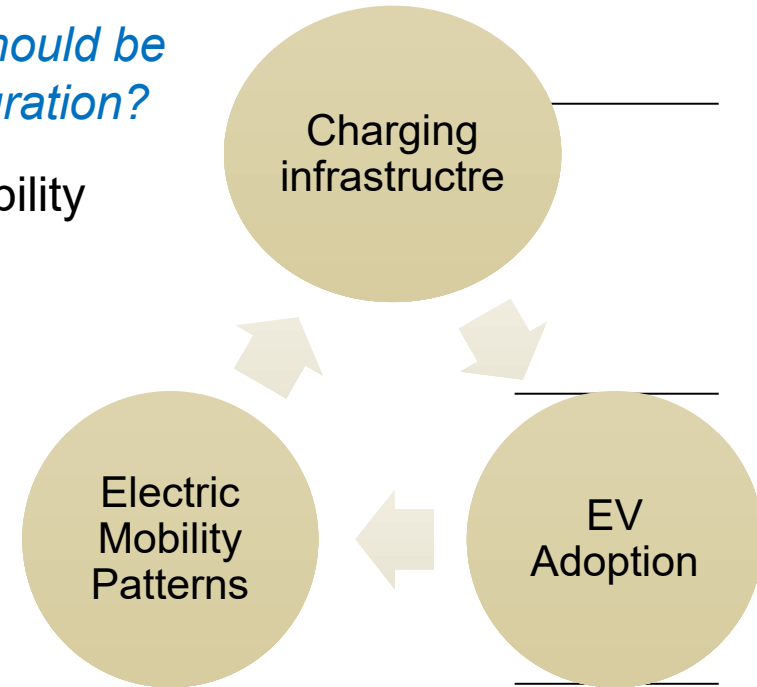 hould be
uration?
bility
Charging
infrastructre
Electric
Mobility
Patterns
EV
Adoption